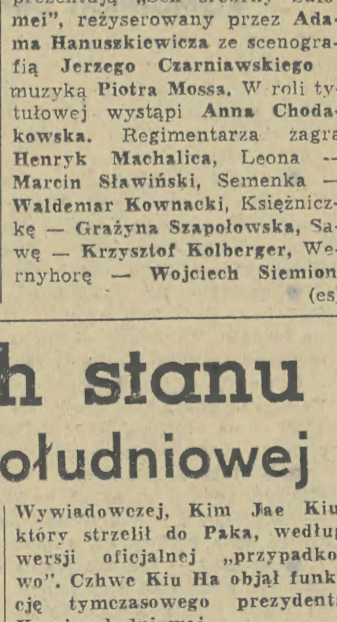 mei", reżyserowany przez Ada-
ma Hanuszkiewicza ze scenogra-
fią Jerzego Czarniawskiego
muzyką Piotra Mossa. W roli ty-
tułowej wystąpi Anna Choda-
kowska. Regimentarza zagra
Henryk Machalica, Leona —
Marcin Sławiński, Semenka —
Waldemar Kownacki, Księżnicz-
kę — Grażyna Szapołowska, Sa-
wę — Krzysztof Kolberger, We-
rnyhorę — Wojciech Siemion
(es
h stanu
ołudniowej
Wywiadowczej, Kim Jae Kiu
który strzelił do Paka, według
wersji oficjalnej „przypadko
wo". Czhwe Kiu Ha objął funk
cję tymczasowego prezydent